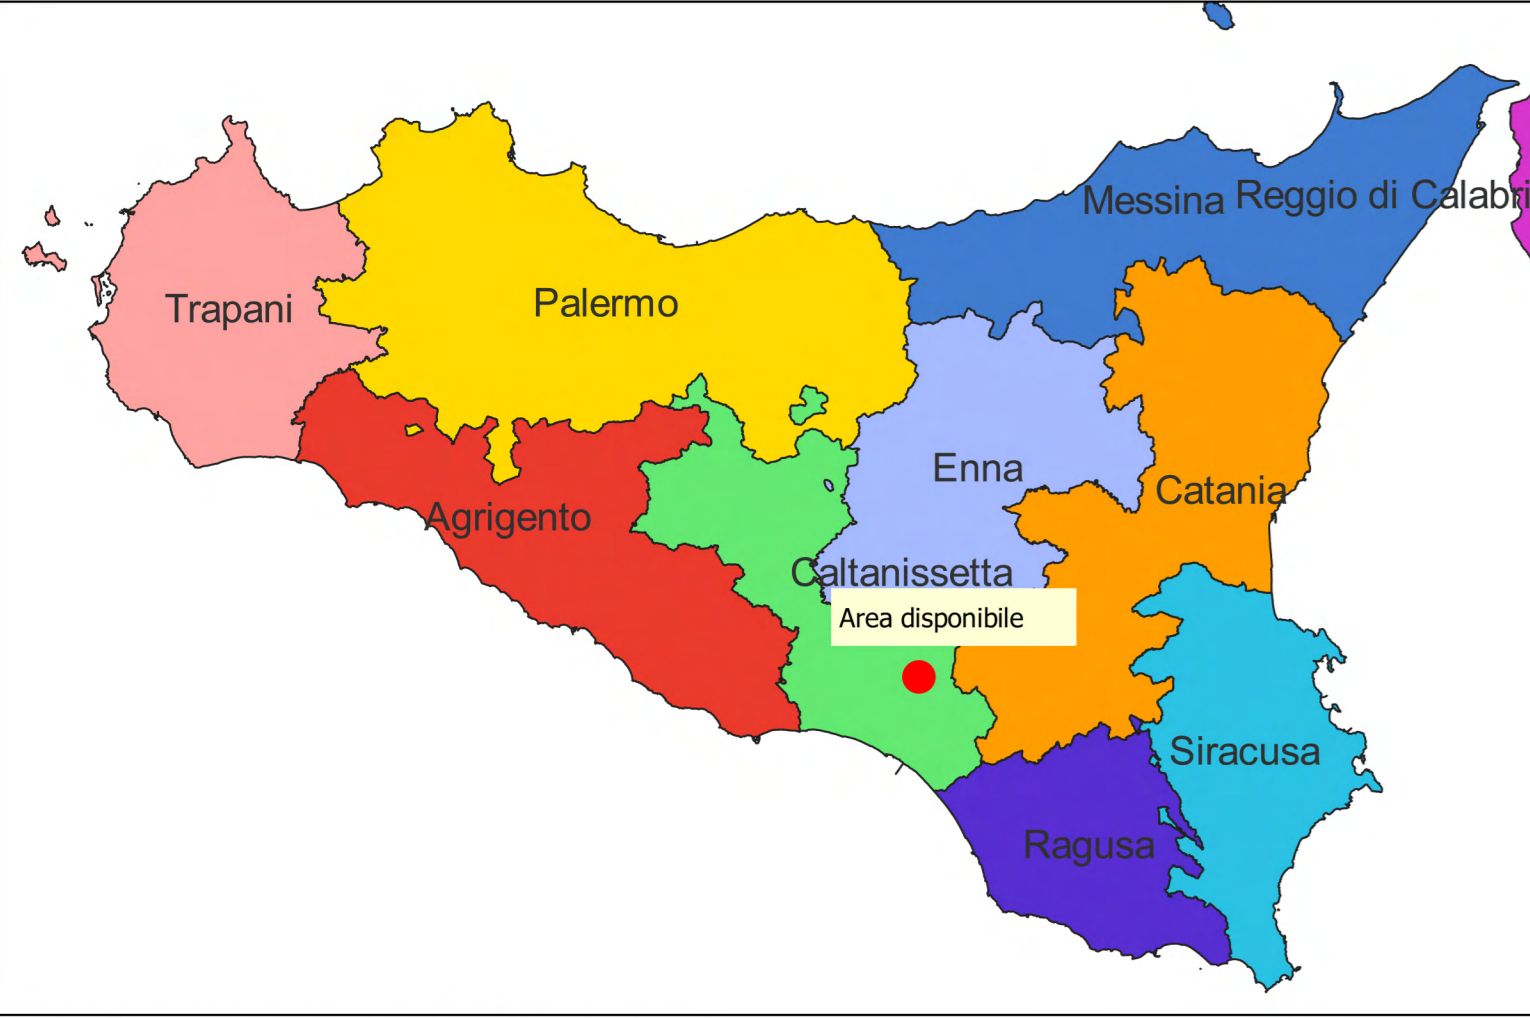 Messina
Reggio di Calabri
Trapani
Palermo
Enna
Catania
Agrigento
Caltanissetta
Area disponibile
Siracusa
Ragusa